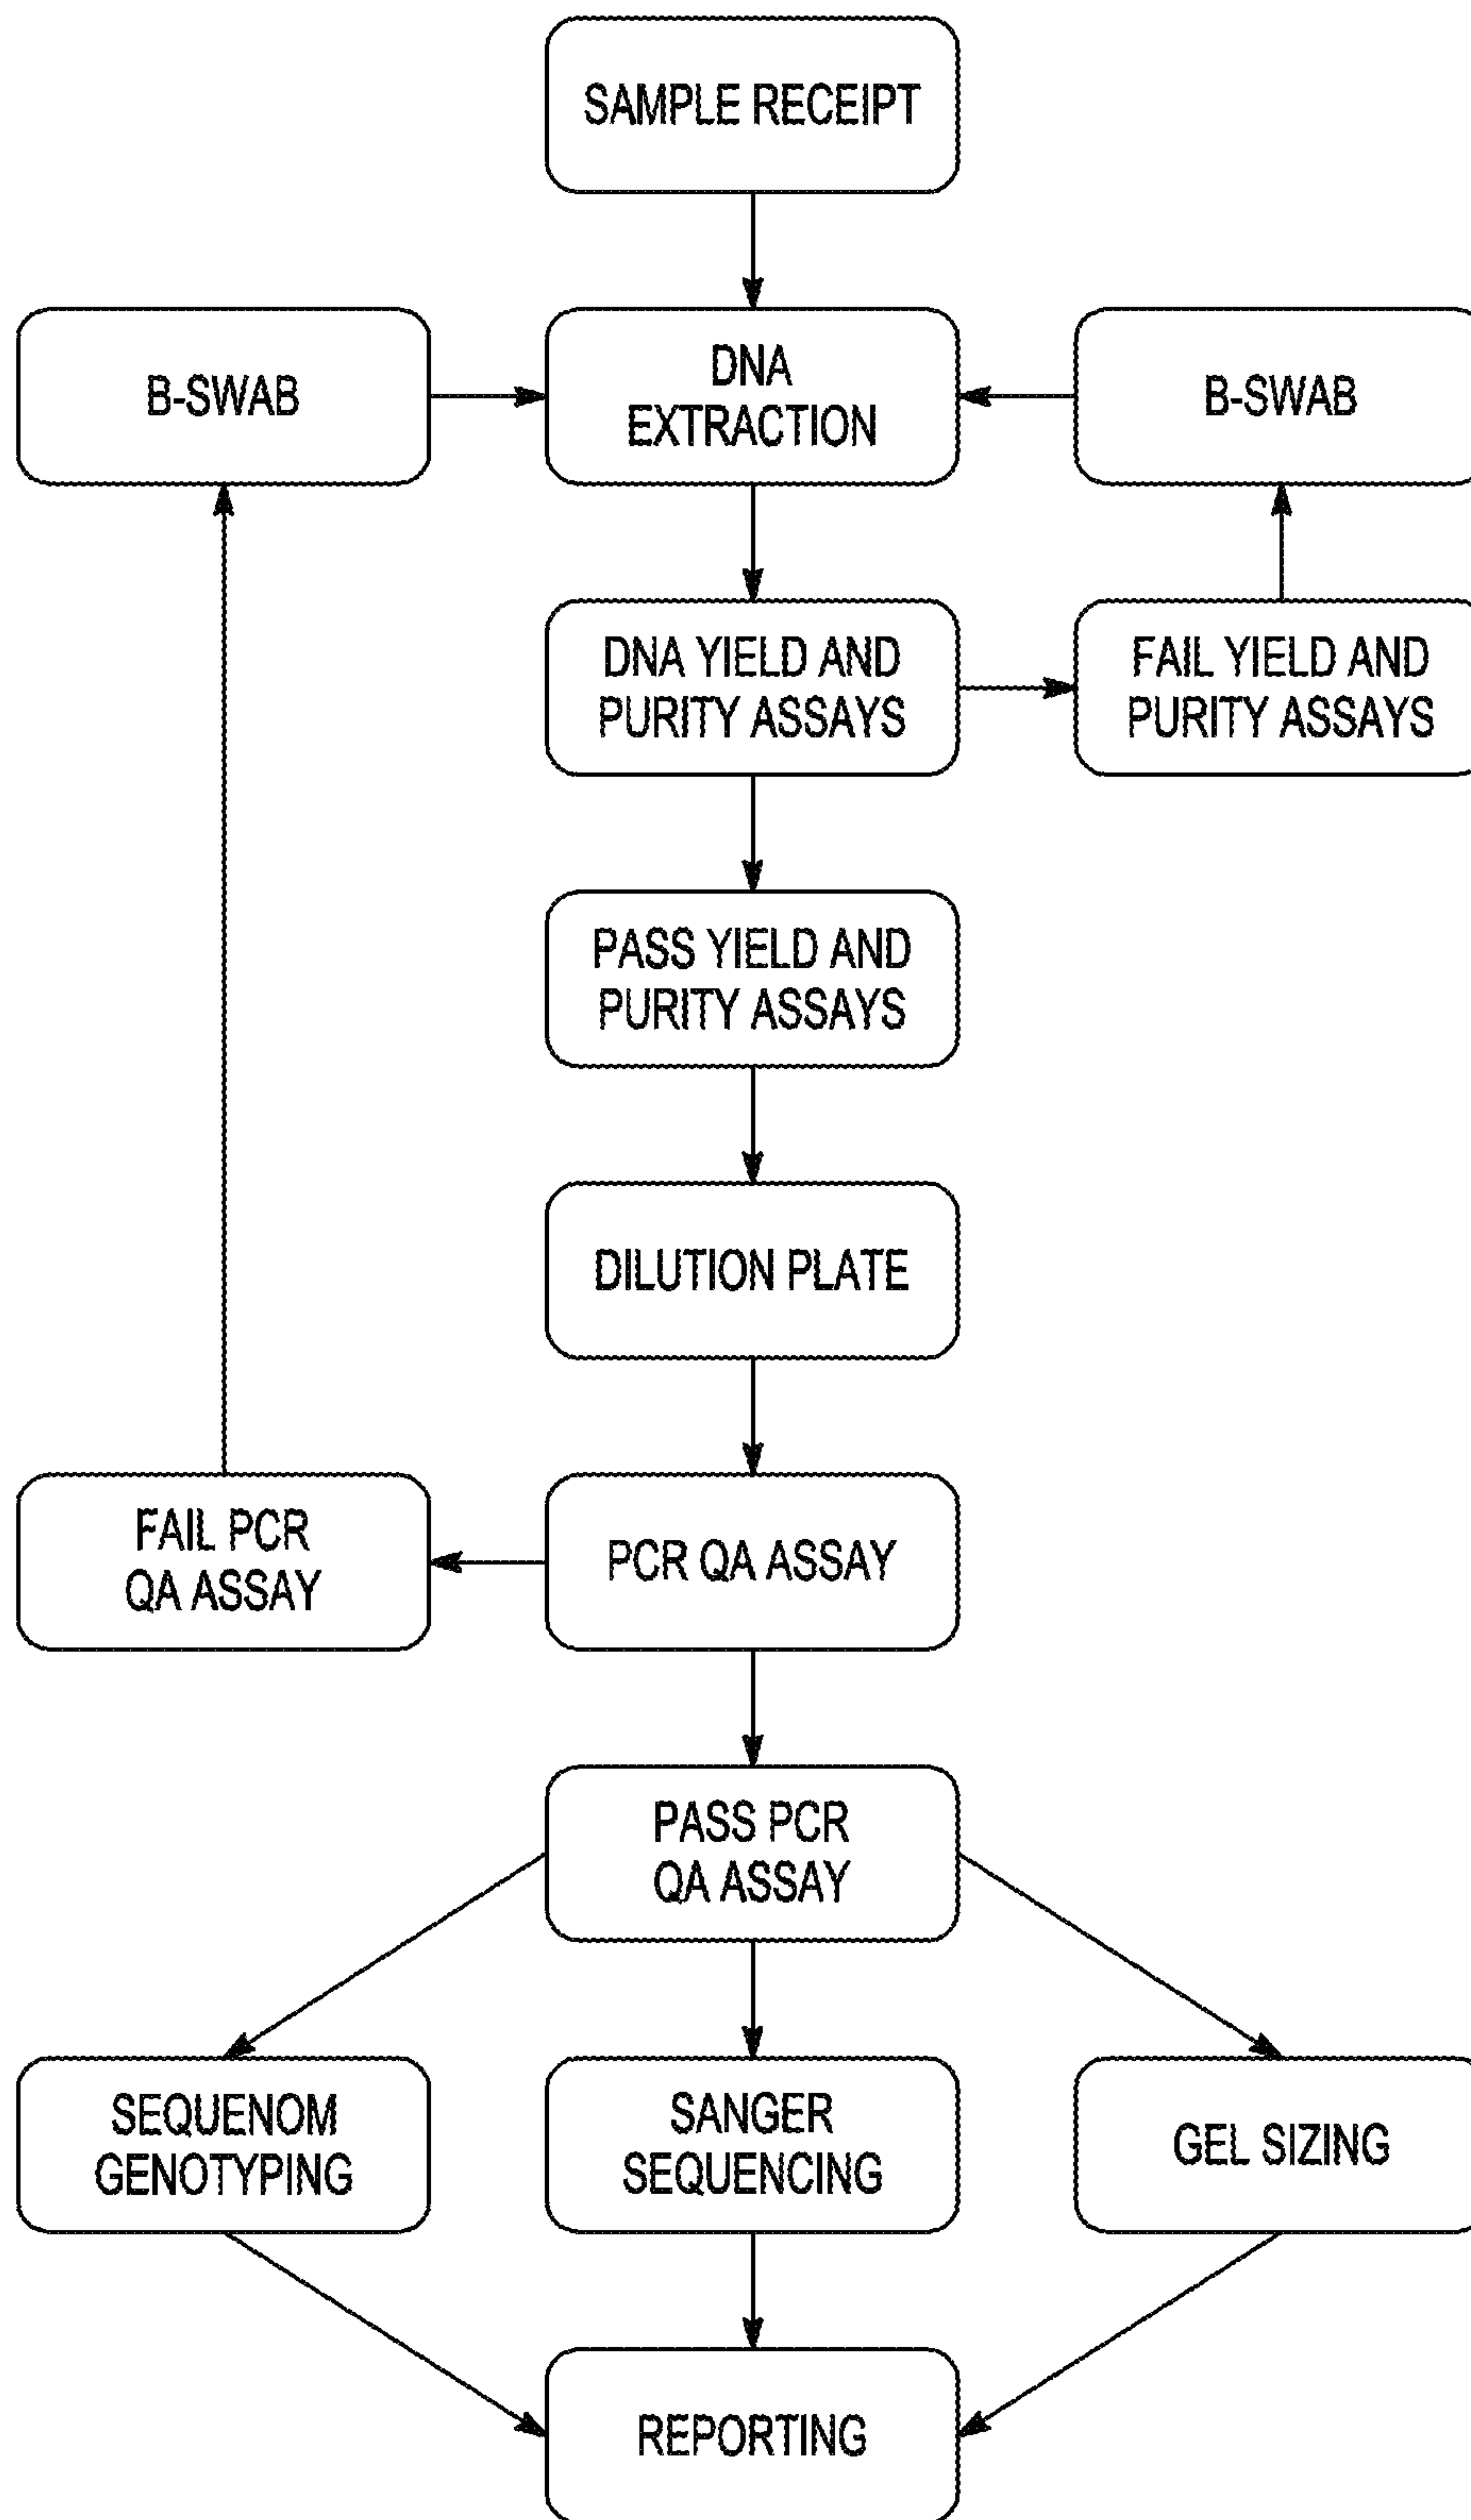 SAMPLE RECEIPT
B-SWAB
DNA
EXTRACTION
B-SWAB
DNA YIELD AND
PURITY ASSAYS
FAIL YIELD AND
PURITY ASSAYS
PASS YIELD AND
PURITY ASSAYS
DILUTION PLATE
FAIL PCR
QA ASSAY
PCR QA ASSAY
PASS PCR
QA ASSAY
SEQUENOM
GENOTYPING
SANGER
SEQUENCING
GEL SIZING
REPORTING